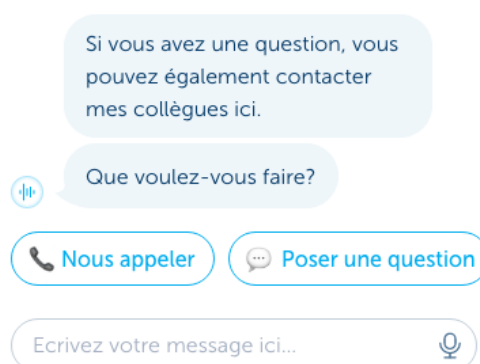 Si vous avez une question, vous
pouvez également contacter
mes collègues ici.
Que voulez-vous faire?
Nous appeler
Poser une question
Ecrivez votre message ici...